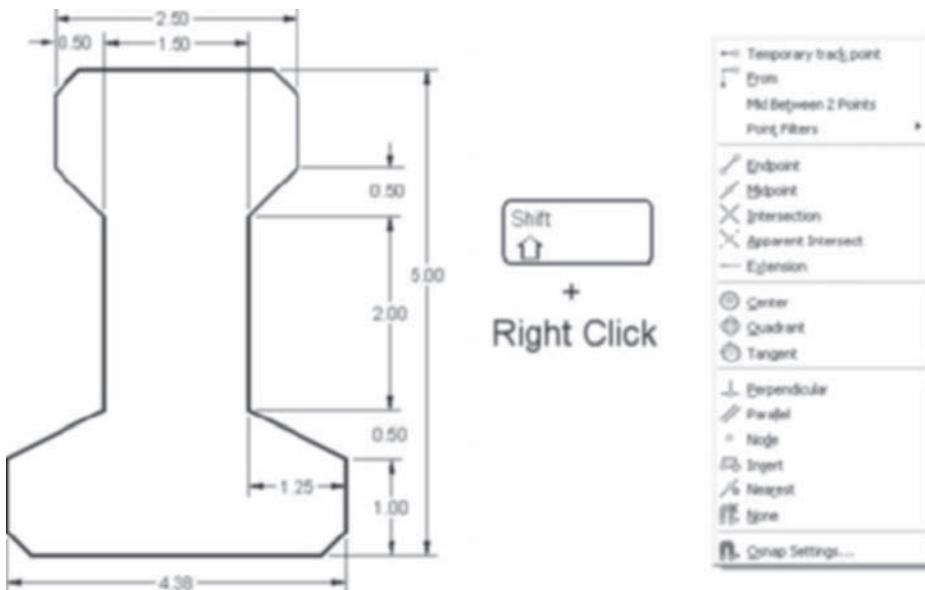 2.50
0.50 1.50
0.50
5.00
2.00
0.50
1.25
1.00
4.38
Shift
+
Right Click
Temporary track point
From
Mid Between 2 Points
Point Filters
Endpoint
Midpoint
Intersection
Apparent Intersect
Extension
Center
Quadrant
Tangent
Perpendicular
Parallel
Node
Insert
Nearest
None
Osnap Settings...